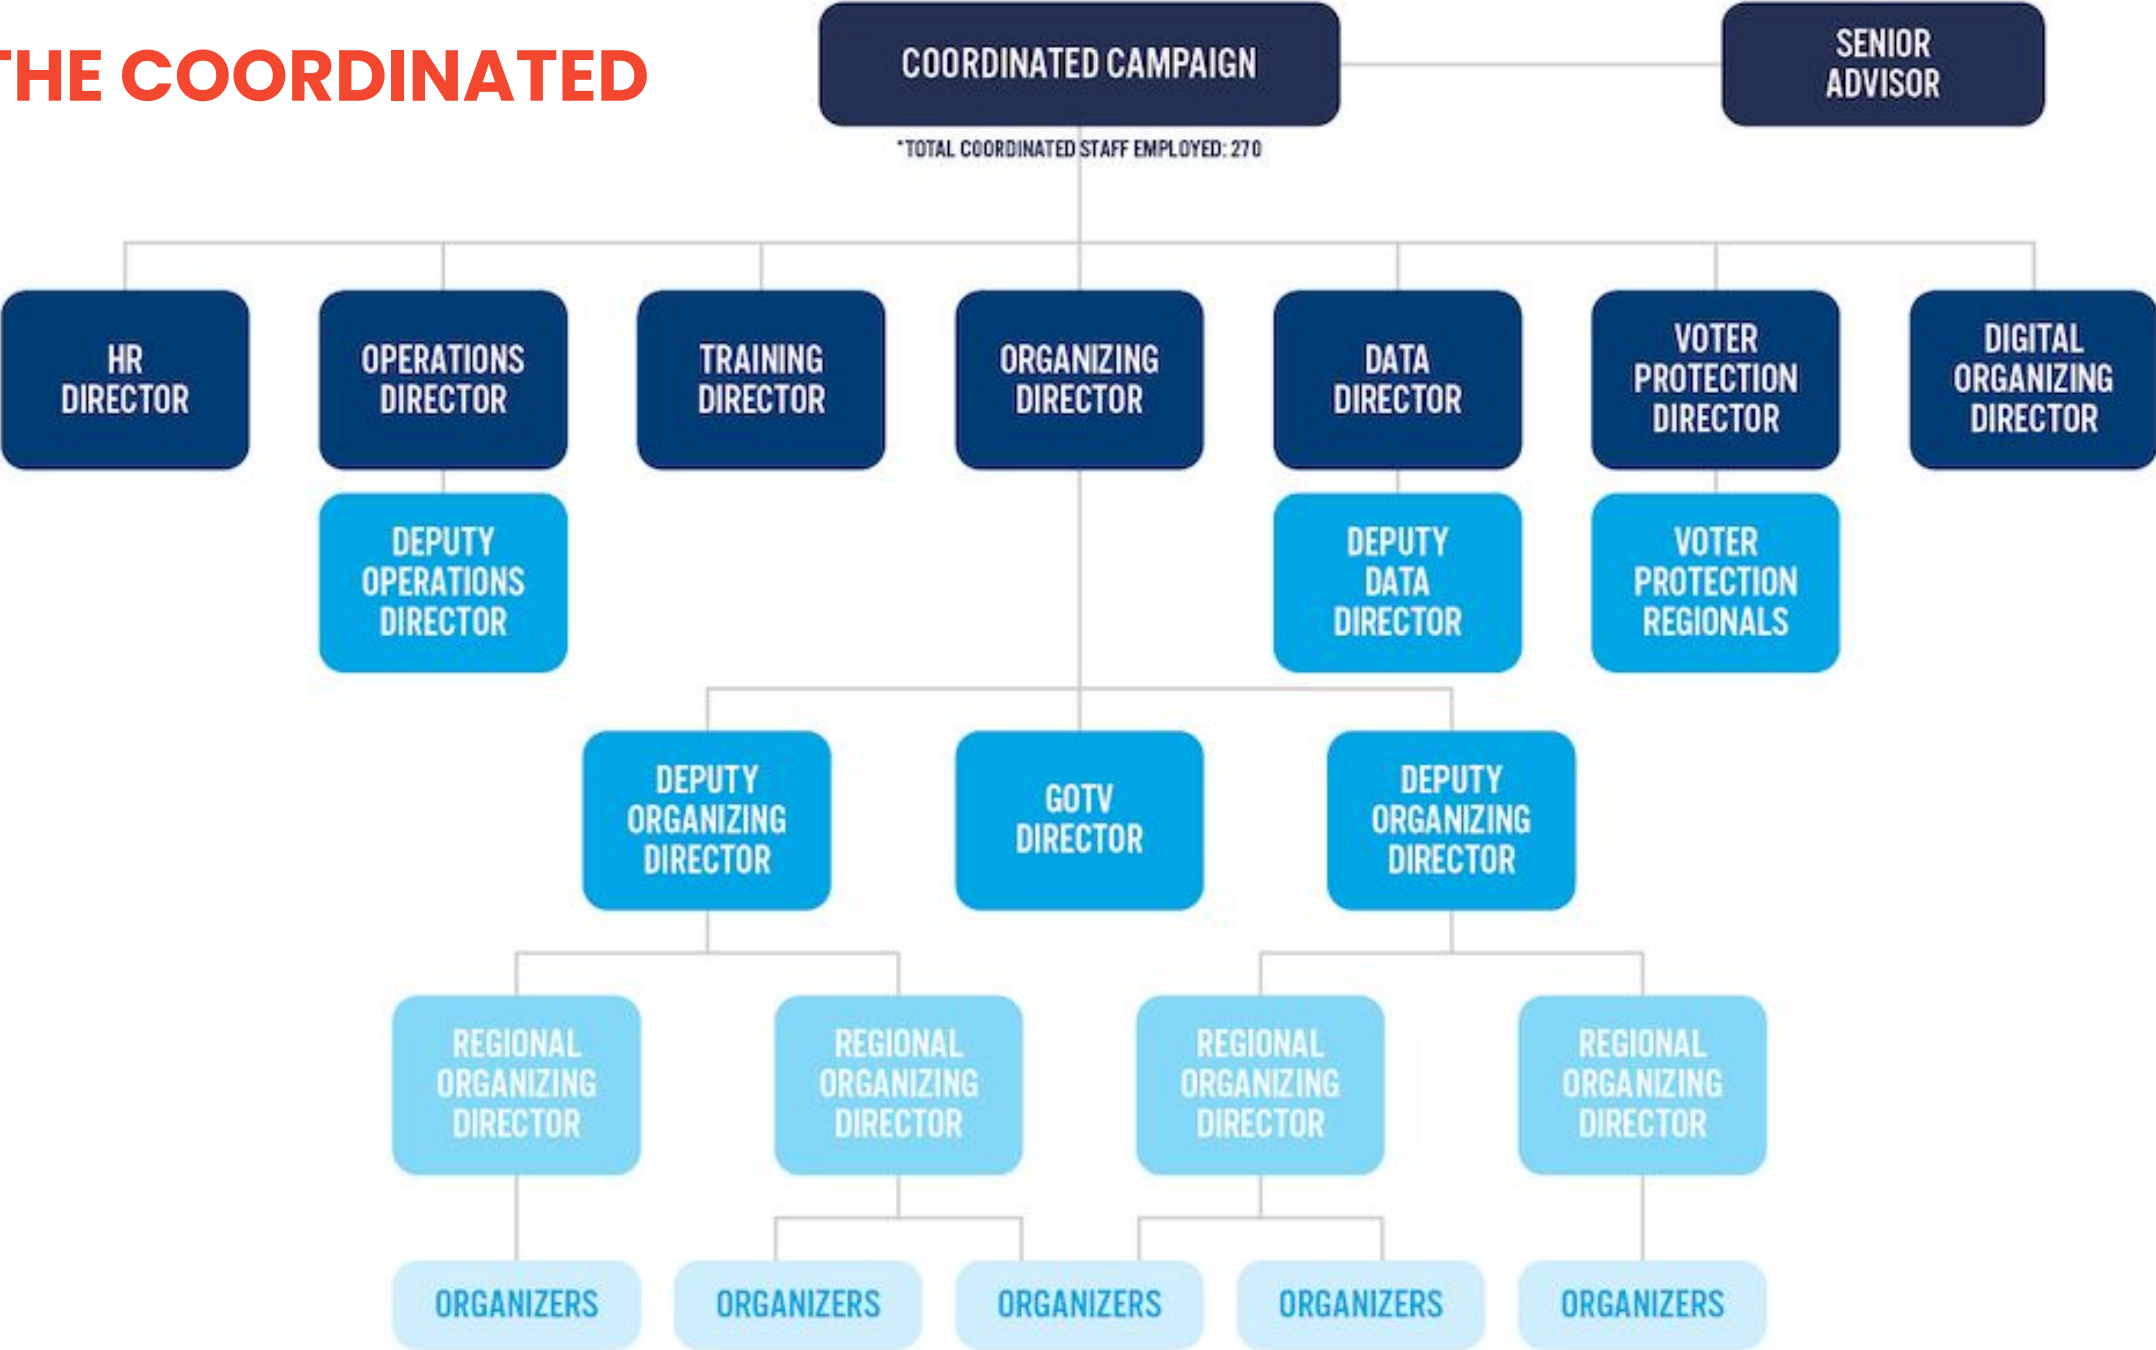 THE COORDINATED
COORDINATED CAMPAIGN
SENIOR
ADVISOR
*TOTAL COORDINATED STAFF EMPLOYED: 270
HR
DIRECTOR
OPERATIONS
DIRECTOR
TRAINING
DIRECTOR
ORGANIZING
DIRECTOR
DATA
DIRECTOR
VOTER
PROTECTION
DIRECTOR
DIGITAL
ORGANIZING
DIRECTOR
DEPUTY
OPERATIONS
DIRECTOR
DEPUTY
DATA
DIRECTOR
VOTER
PROTECTION
REGIONALS
DEPUTY
ORGANIZING
DIRECTOR
GOTV
DIRECTOR
DEPUTY
ORGANIZING
DIRECTOR
REGIONAL
ORGANIZING
DIRECTOR
REGIONAL
ORGANIZING
DIRECTOR
REGIONAL
ORGANIZING
DIRECTOR
REGIONAL
ORGANIZING
DIRECTOR
ORGANIZERS
ORGANIZERS
ORGANIZERS
ORGANIZERS
ORGANIZERS